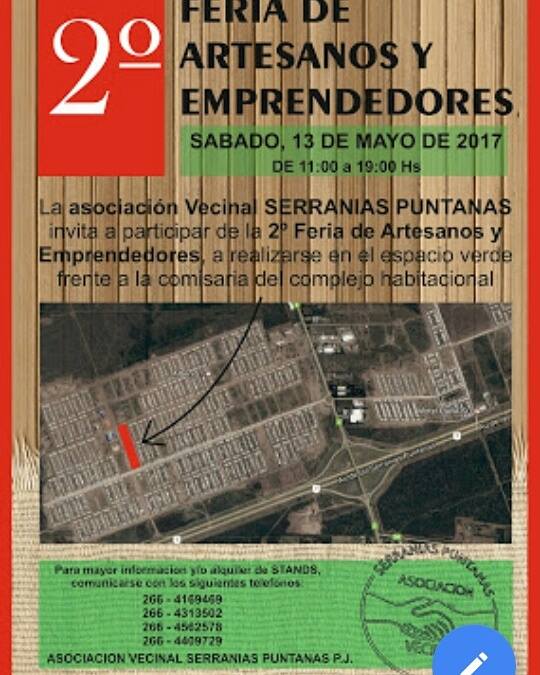 2º
FERIA DE
ARTESANOS Y
EMPRENDEDORES
SABADO, 13 DE MAYO DE 2017
DE 11:00 a 19:00 Hs
La asociación Vecinal SERRANIAS PUNTANAS
invita a participar de la 2º Feria de Artesanos y
Emprendedores, a realizarse en el espacio verde
frente a la comisaria del complejo habitacional
Para mayor informacion y/o alquiler de STANDS,
comunicarse con los siguientes telefonos:
266 - 4169469
266 - 4313502
266 - 4562578
266 - 4409729
ASOCIACION VECINAL SERRANIAS PUNTANAS P.J.
SERRANIAS PUNTANAS
ASOCIACION